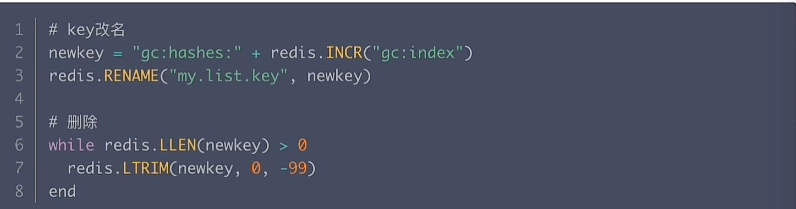 1 # key改名
2 newkey = "gc:hashes:" + redis.INCR("gc:index")
3 redis.RENAME("my.list.key", newkey)
4
5 # 删除
6 while redis.LLEN(newkey) > 0
7   redis.LTRIM(newkey, 0, -99)
8 end